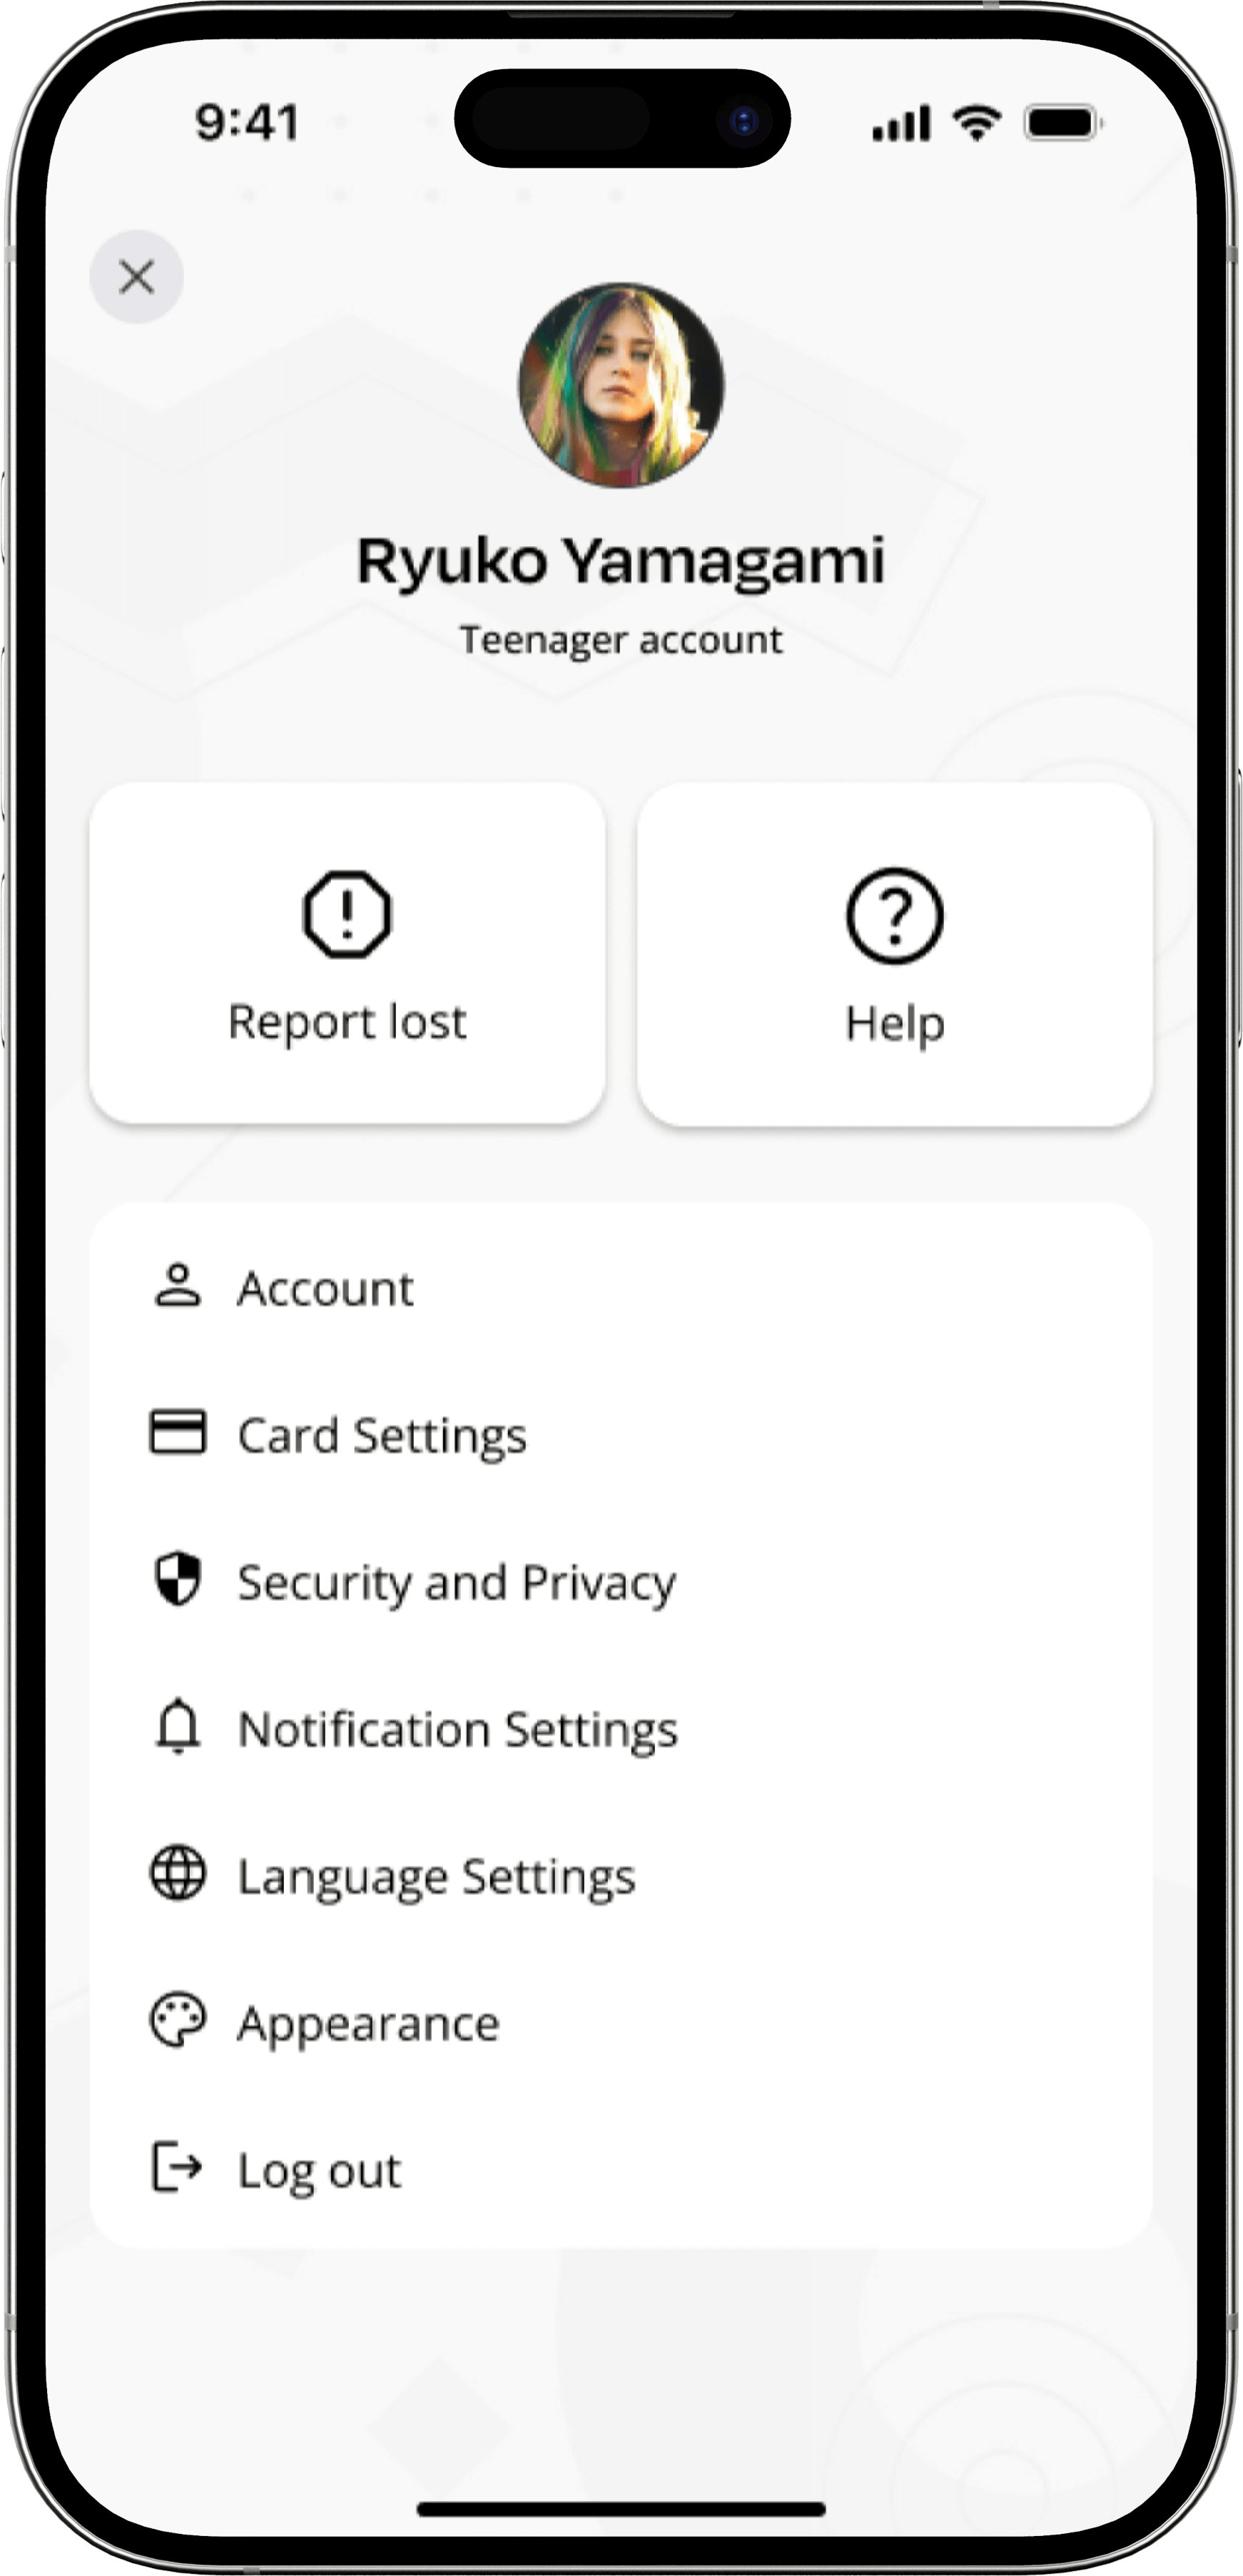 9:41
Ryuko Yamagami
Teenager account
Report lost
Help
Account
Card Settings
Security and Privacy
Notification Settings
Language Settings
Appearance
Log out